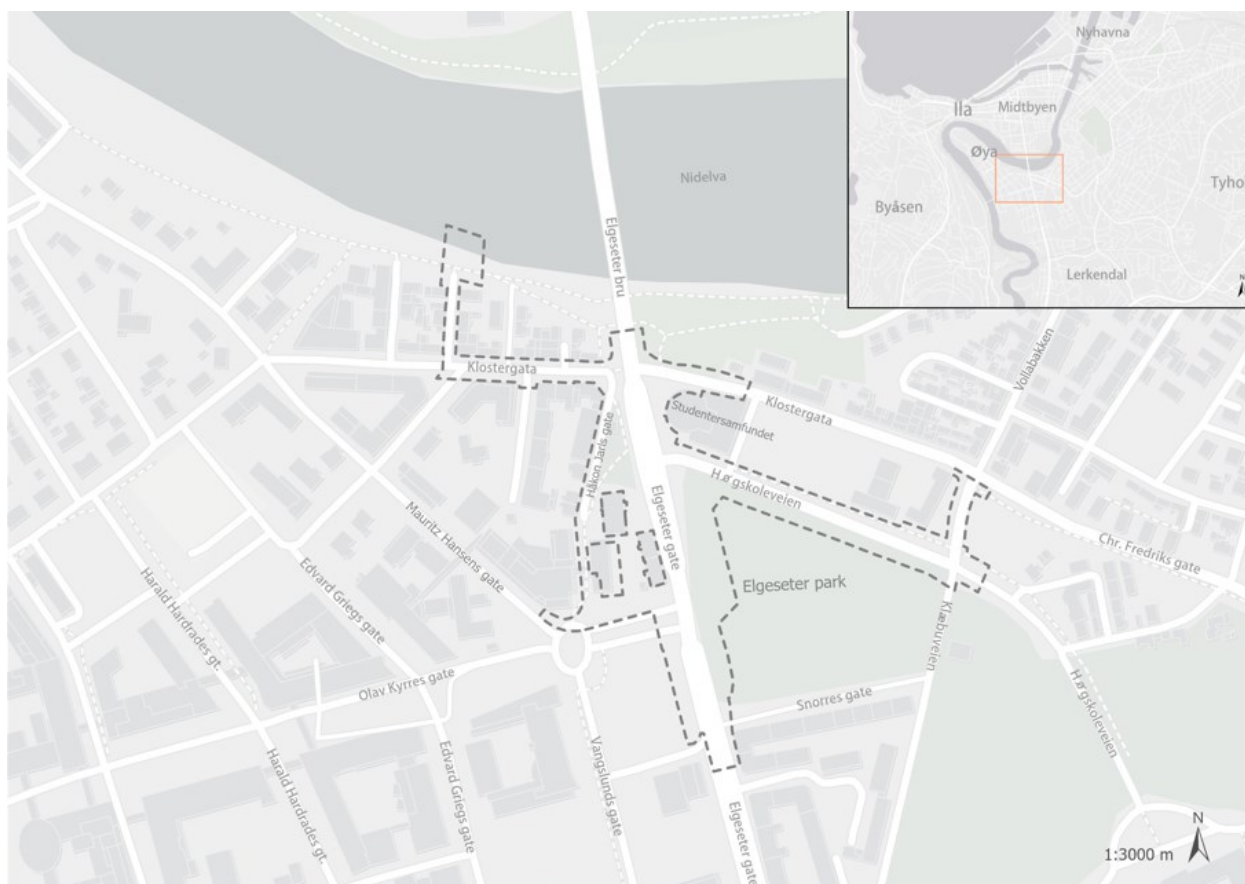 Nyhavna
Ila
Midtbyen
Øya
Byåsen
Tyho
Lerkendal
N
Nidelva
Elgeseter bru
Klostergata
Vollabakken
Studentersamfundet
Klostergata
Håkon Jarls gate
Høgskoleveien
Elgeseter gate
Mauritz Hansens gate
Chr. Fredriks gate
Elgeseter park
Edvard Griegs gate
Harald Hardrades gt.
Klæbuveien
Olav Kyrres gate
Snorres gate
Høgskoleveien
Vangslunds gate
Edvard Griegs gate
Harald Hardrades gt.
Elgeseter gate
N
1:3000 m